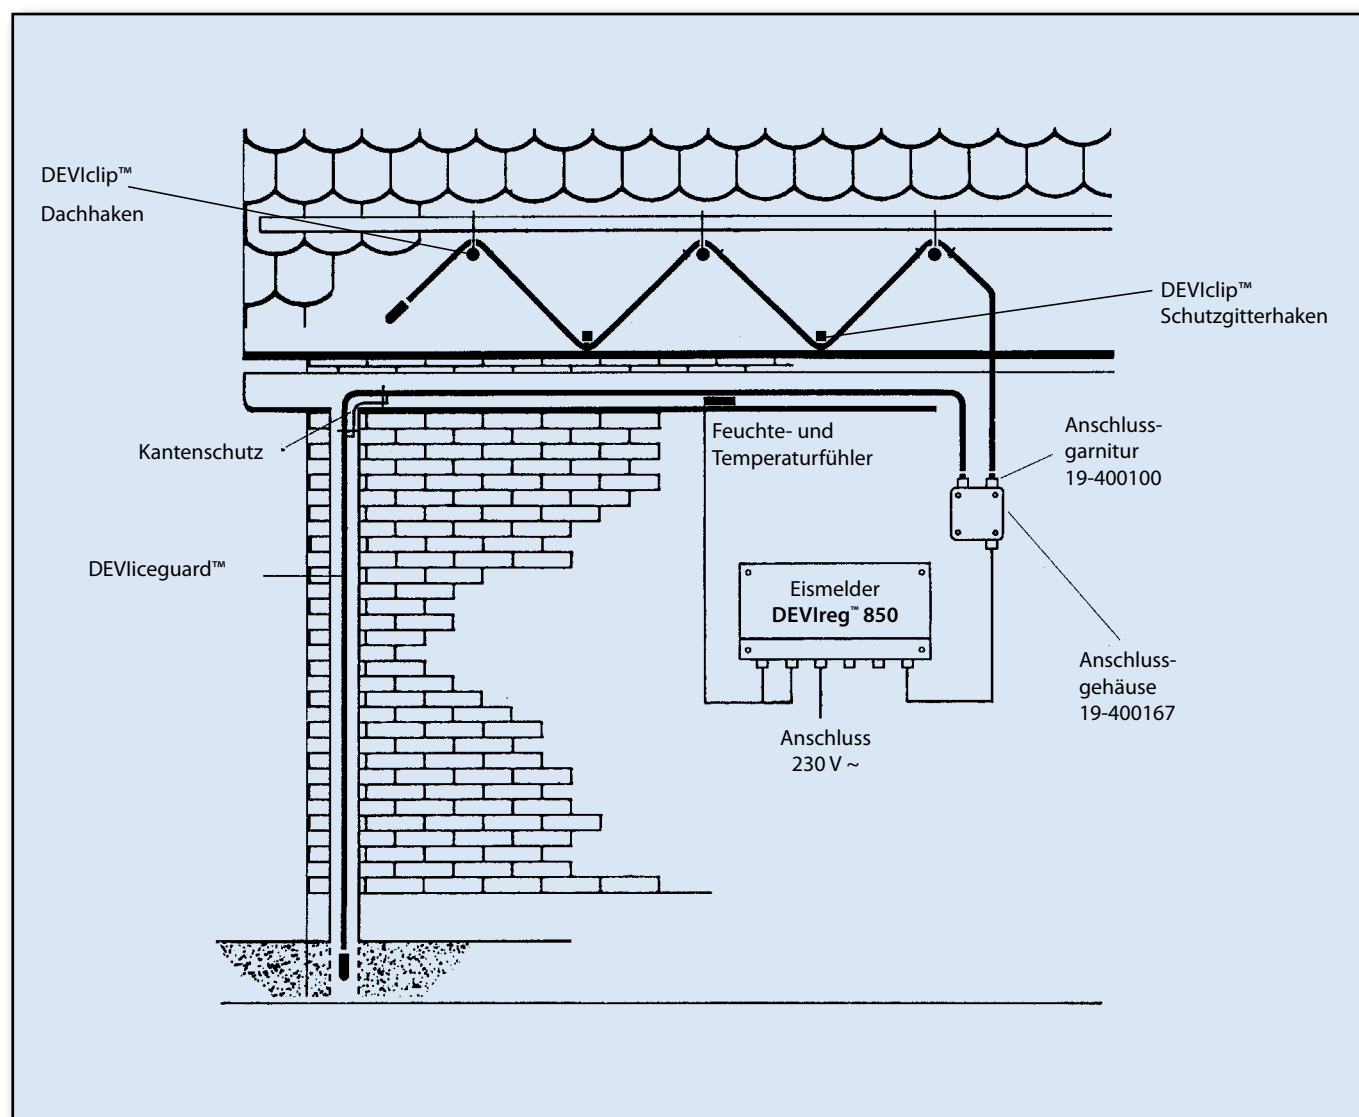 DEVIclip™
Dachhaken
DEVIclip™
Schutzgitterhaken
Kantenschutz
Feuchte- und
Temperaturfühler
Anschluss-
garnitur
19-400100
DEVIiceguard™
Eismelder
DEVIreg™ 850
Anschluss-
gehäuse
19-400167
Anschluss
230 V ~